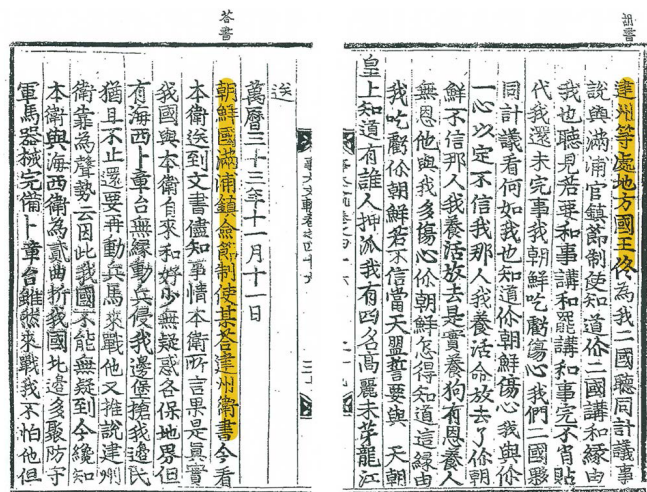 建州等處地方國王佟為我二國聽同計議事
說與滿浦官鎮節制使知道你二國講和緣由
我也聽見若要和事講和罷講和事完不肯貼
代我還未完事我朝鮮吃虧傷心我們二國夥
同計議看何如我也知道你朝鮮傷心我與你
一心以定不信我那人我養活命放去了你朝
鮮不信那人我養活放去是實養狗有恩養人
無恩他與我多傷心你朝鮮怎得知道這緣由
我吃虧你朝鮮若不信當天盟誓要與 天朝
皇上知道有誰人押派我有四名高麗未芽龍江
答書
送
萬曆三十三年十一月十一日
朝鮮國滿浦鎮僉節制使某答建州衛書今看
本衛送到文書儘知事情本衛所言果是真實
我國與本衛自來和好少無疑惑各保地界但
有海西卜章台無緣動兵侵我邊堡搶我邊民
猶且不止還要再動兵馬來戰他又推說建州
衛靠為聲勢云因此我國不能無疑到今纔知
本衛與海西衛為貳曲折我國北邊多聚防守
軍馬器械完備卜章台雖然來戰我不怕他但